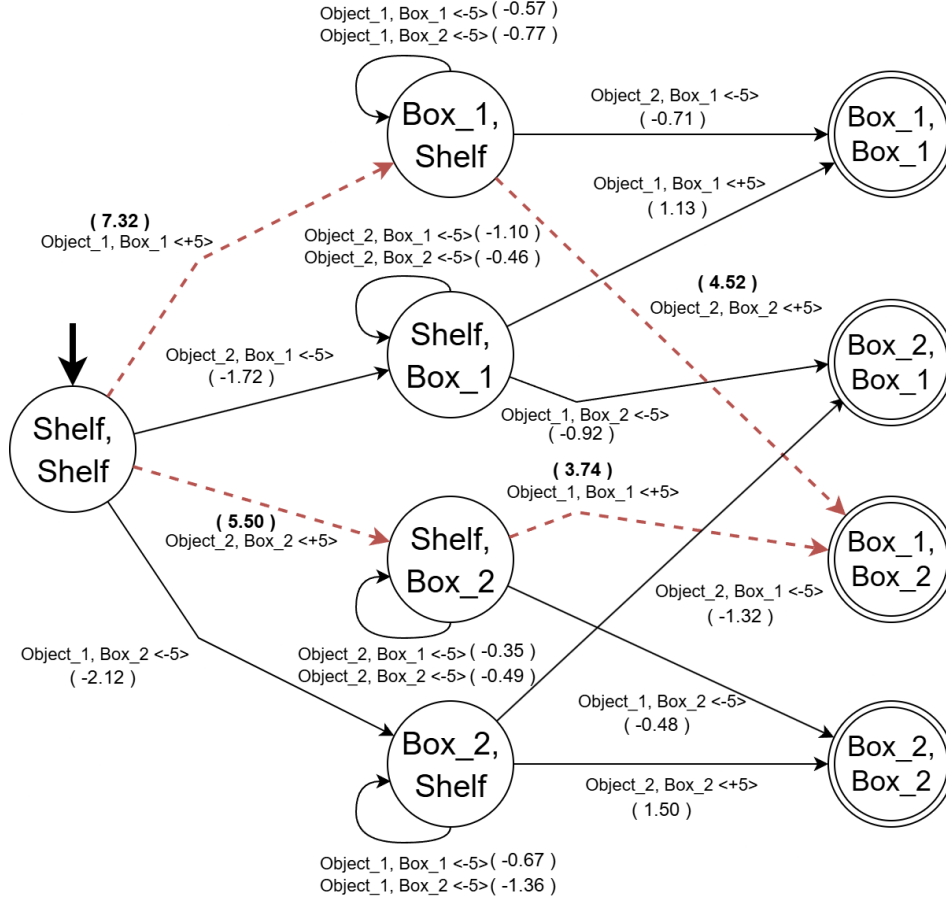 Object_1, Box_1 <-5> ( -0.57 )
Object_1, Box_2 <-5> ( -0.77 )
Box_1,
Shelf
Object_2, Box_1 <-5>
( -0.71 )
Box_1,
Box_1
Object_1, Box_1 <+5>
( 1.13 )
( 7.32 )
Object_1, Box_1 <+5>
Object_2, Box_1 <-5> ( -1.10 )
Object_2, Box_2 <-5> ( -0.46 )
( 4.52 )
Object_2, Box_2 <+5>
Shelf,
Box_1
Box_2,
Box_1
Object_2, Box_1 <-5>
( -1.72 )
Object_1, Box_2 <-5>
( -0.92 )
Shelf,
Shelf
( 3.74 )
Object_1, Box_1 <+5>
( 5.50 )
Object_2, Box_2 <+5>
Shelf,
Box_2
Box_1,
Box_2
Object_2, Box_1 <-5>
( -1.32 )
Object_1, Box_2 <-5>
( -2.12 )
Object_2, Box_1 <-5> ( -0.35 )
Object_2, Box_2 <-5> ( -0.49 )
Object_1, Box_2 <-5>
( -0.48 )
Box_2,
Shelf
Box_2,
Box_2
Object_2, Box_2 <+5>
( 1.50 )
Object_1, Box_1 <-5> ( -0.67 )
Object_1, Box_2 <-5> ( -1.36 )